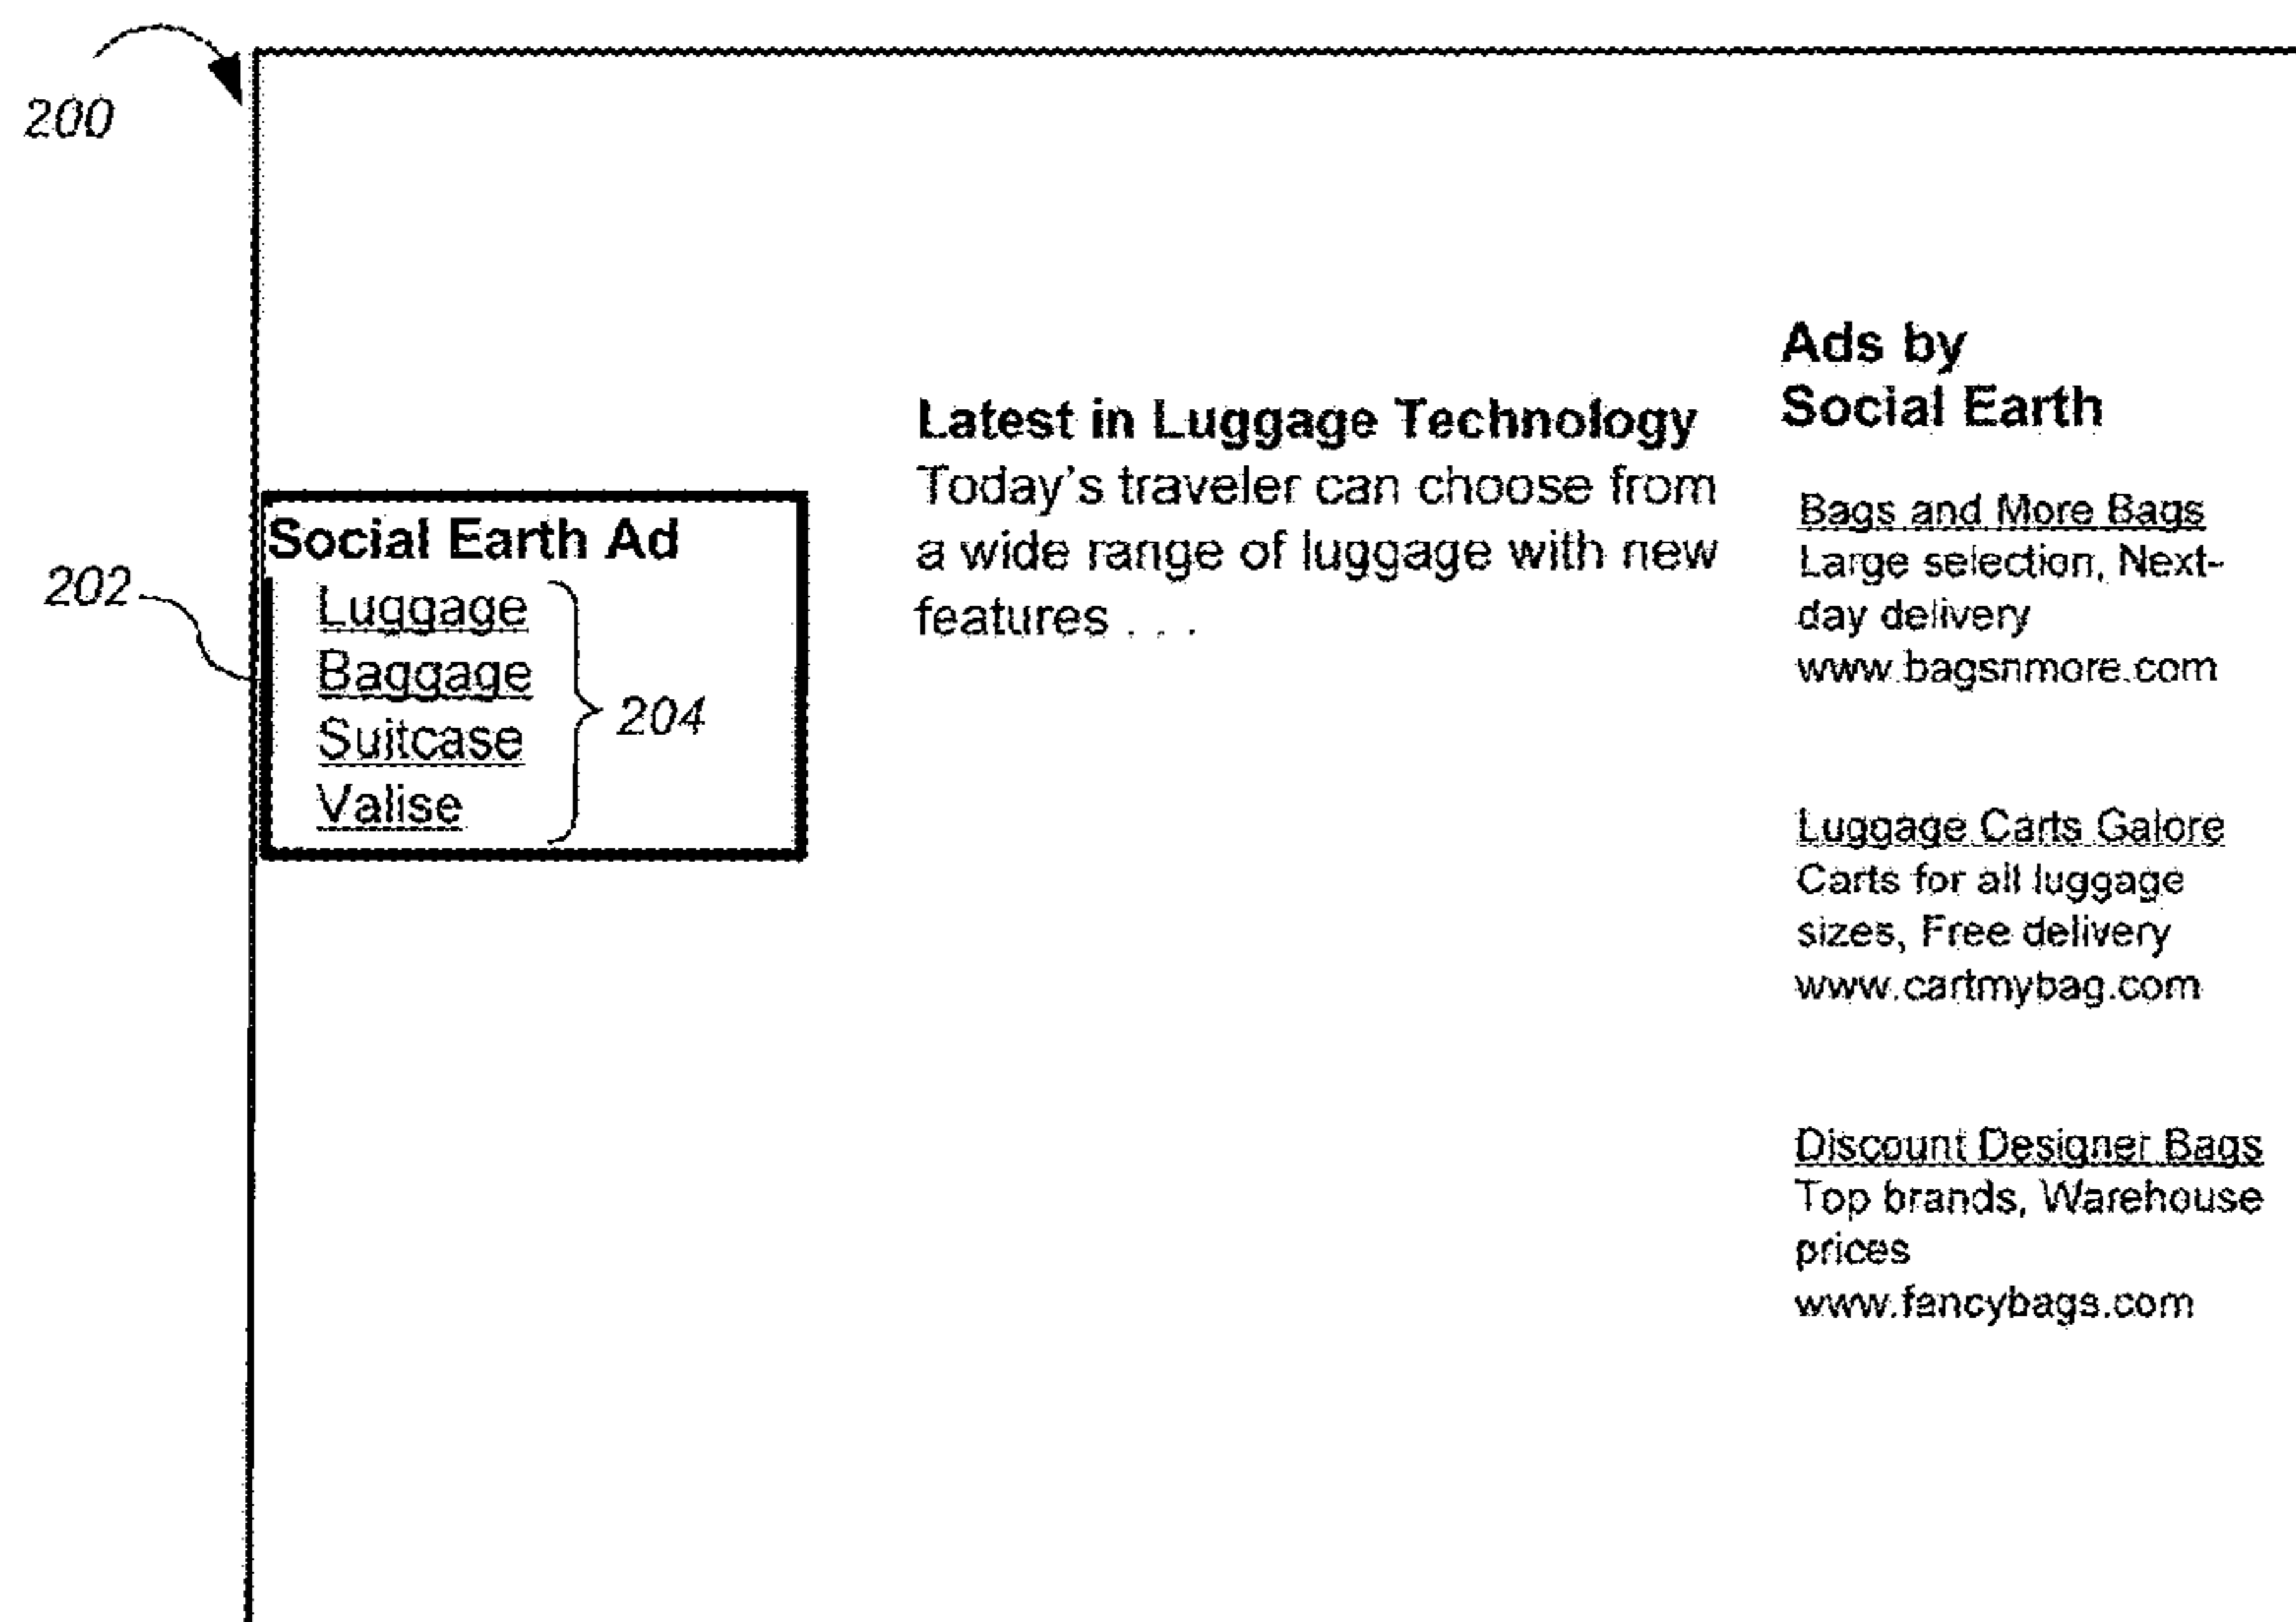 200
202
Social Earth Ad
Luggage
Baggage
Suitcase
Valise
204
Latest in Luggage Technology
Today's traveler can choose from
a wide range of luggage with new
features . . .
Ads by
Social Earth
Bags and More Bags
Large selection, Next-
day delivery
www.bagsnmore.com
Luggage Carts Galore
Carts for all luggage
sizes, Free delivery
www.cartmybag.com
Discount Designer Bags
Top brands, Warehouse
prices
www.fancybags.com